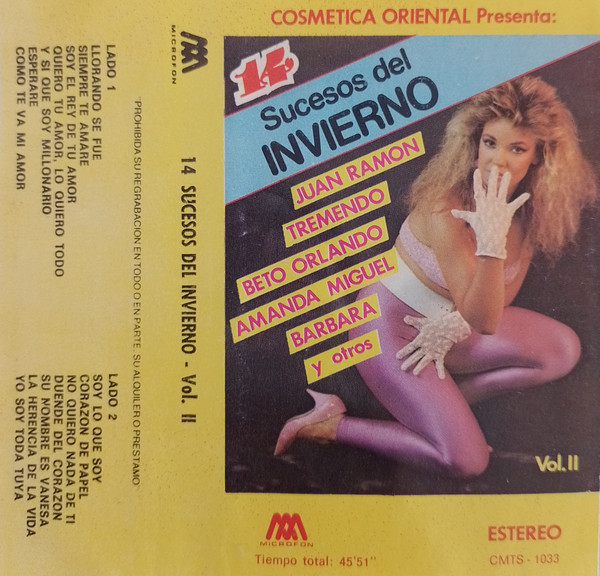 COSMETICA ORIENTAL Presenta:
14
Sucesos del
INVIERNO
JUAN RAMON
TREMENDO
BETO ORLANDO
AMANDA MIGUEL
BARBARA
y otros
Vol. II
MICROFON
Tiempo total: 45'51"
ESTEREO
CMTS - 1033
MICROFON
14 SUCESOS DEL INVIERNO - Vol. II
"PROHIBIDA SU REGRABACION EN TODO O EN PARTE. SU ALQUILER O PRESTAMO"
LADO 1
LLORANDO SE FUE
SIEMPRE TE AMARE
SOY EL REY DE TU AMOR
QUIERO TU AMOR, LO QUIERO TODO
Y SI QUE SOY MILLONARIO
ESPERARE
COMO TE VA MI AMOR
LADO 2
SOY LO QUE SOY
CORAZON DE PAPEL
NO QUIERO NADA DE TI
DUENDE DEL CORAZON
SU NOMBRE ES VANESA
LA HERENCIA DE LA VIDA
YO SOY TODA TUYA